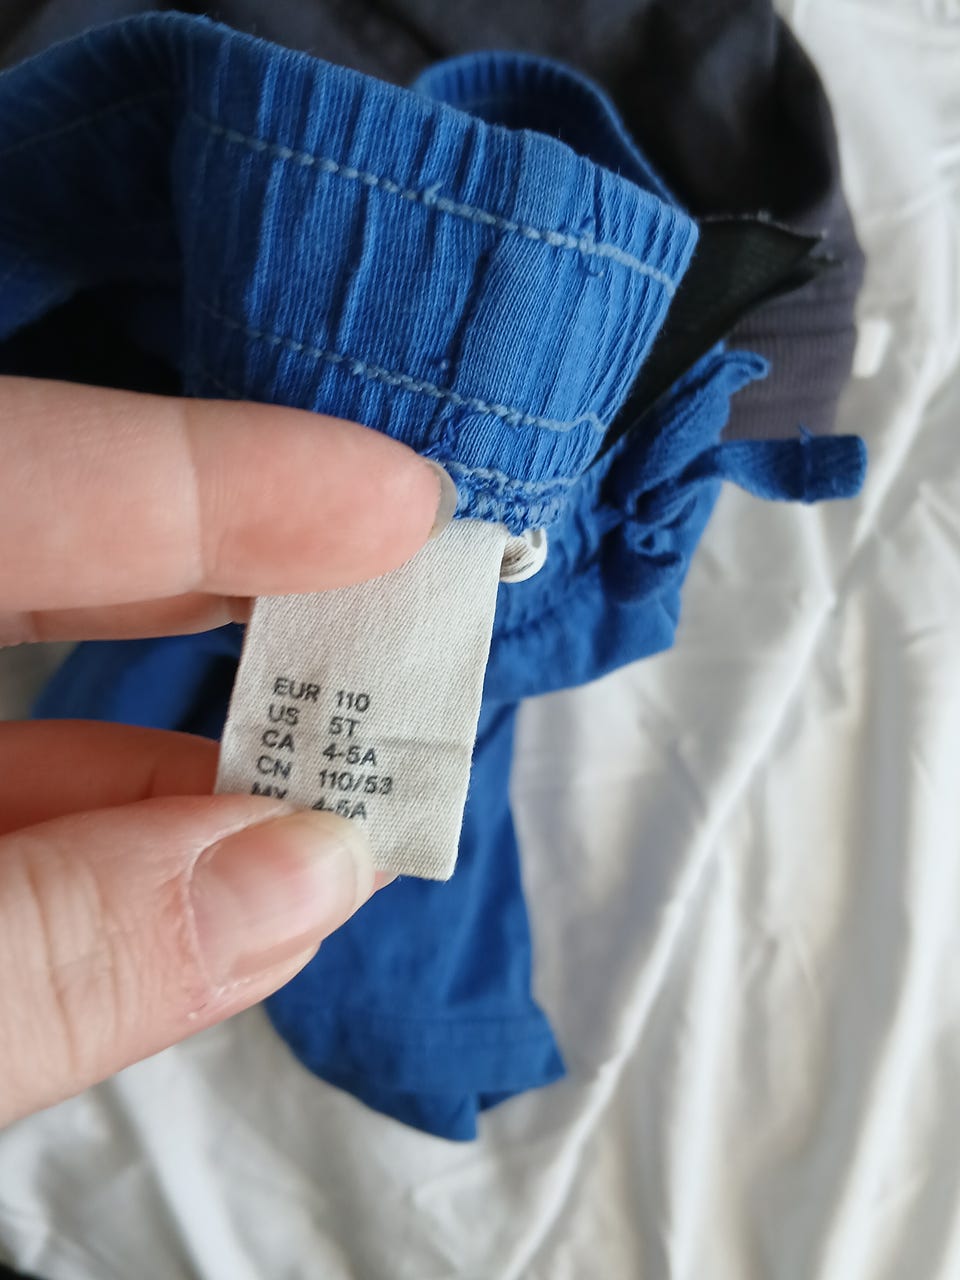 EUR 110
US 5T
CA 4-5A
CN 110/53
MX 4-5A